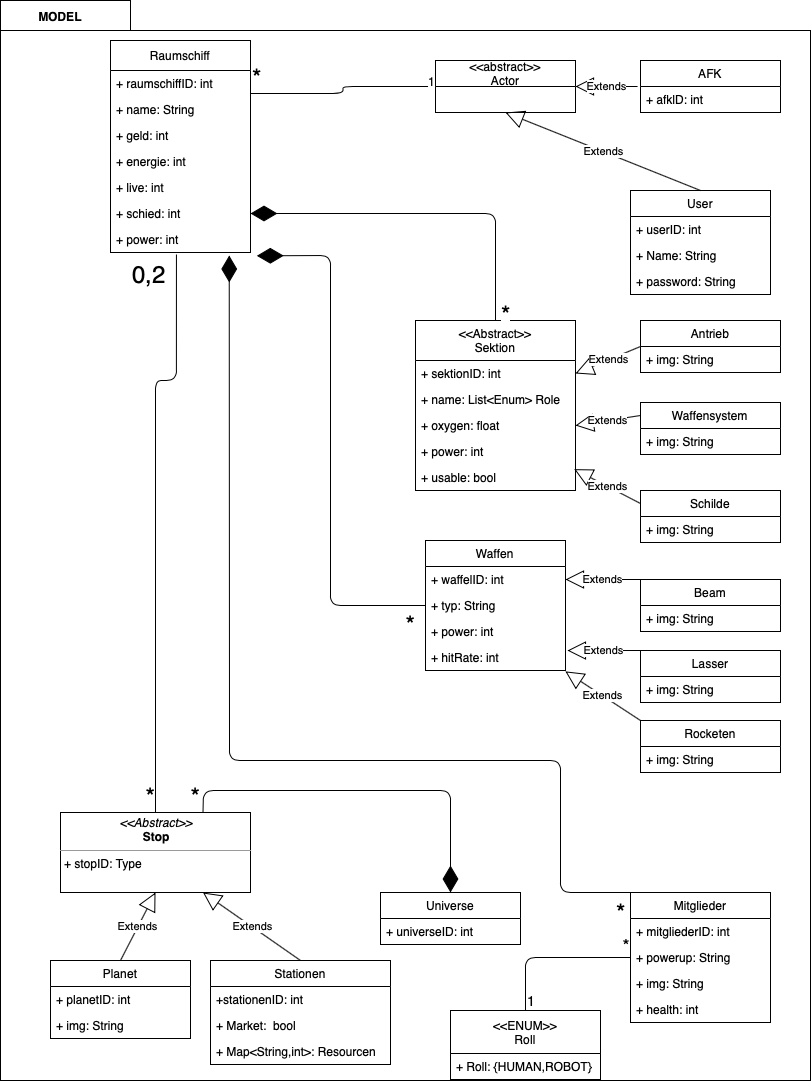 MODEL
Raumschiff
+ raumschiffID: int
+ name: String
+ geld: int
+ energie: int
+ live: int
+ schied: int
+ power: int
*
1
<<abstract>>
Actor
Extends
AFK
+ afkID: int
Extends
User
+ userID: int
+ Name: String
+ password: String
0,2
*
<<Abstract>>
Sektion
+ sektionID: int
+ name: List<Enum> Role
+ oxygen: float
+ power: int
+ usable: bool
Extends
Antrieb
+ img: String
Extends
Waffensystem
+ img: String
Extends
Schilde
+ img: String
Waffen
+ waffelID: int
+ typ: String
+ power: int
+ hitRate: int
*
Extends
Beam
+ img: String
Extends
Lasser
+ img: String
Extends
Rocketen
+ img: String
*
*
<<Abstract>>
Stop
+ stopID: Type
Extends
Extends
Universe
+ universeID: int
*
Mitglieder
+ mitgliederID: int
+ powerup: String
+ img: String
+ health: int
*
1
Planet
+ planetID: int
+ img: String
Stationen
+stationenID: int
+ Market: bool
+ Map<String,int>: Resourcen
<<ENUM>>
Roll
+ Roll: {HUMAN,ROBOT}